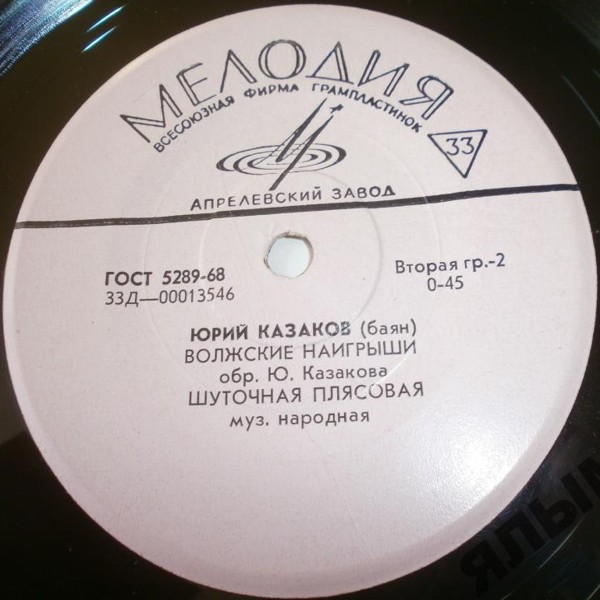 МЕЛОДИЯ
ВСЕСОЮЗНАЯ ФИРМА ГРАМПЛАСТИНОК
33
АПРЕЛЕВСКИЙ ЗАВОД
ГОСТ 5289-68
Вторая гр.-2
33Д—00013546
0-45
ЮРИЙ КАЗАКОВ (баян)
ВОЛЖСКИЕ НАИГРЫШИ
обр. Ю. Казакова
ШУТОЧНАЯ ПЛЯСОВАЯ
муз. народная